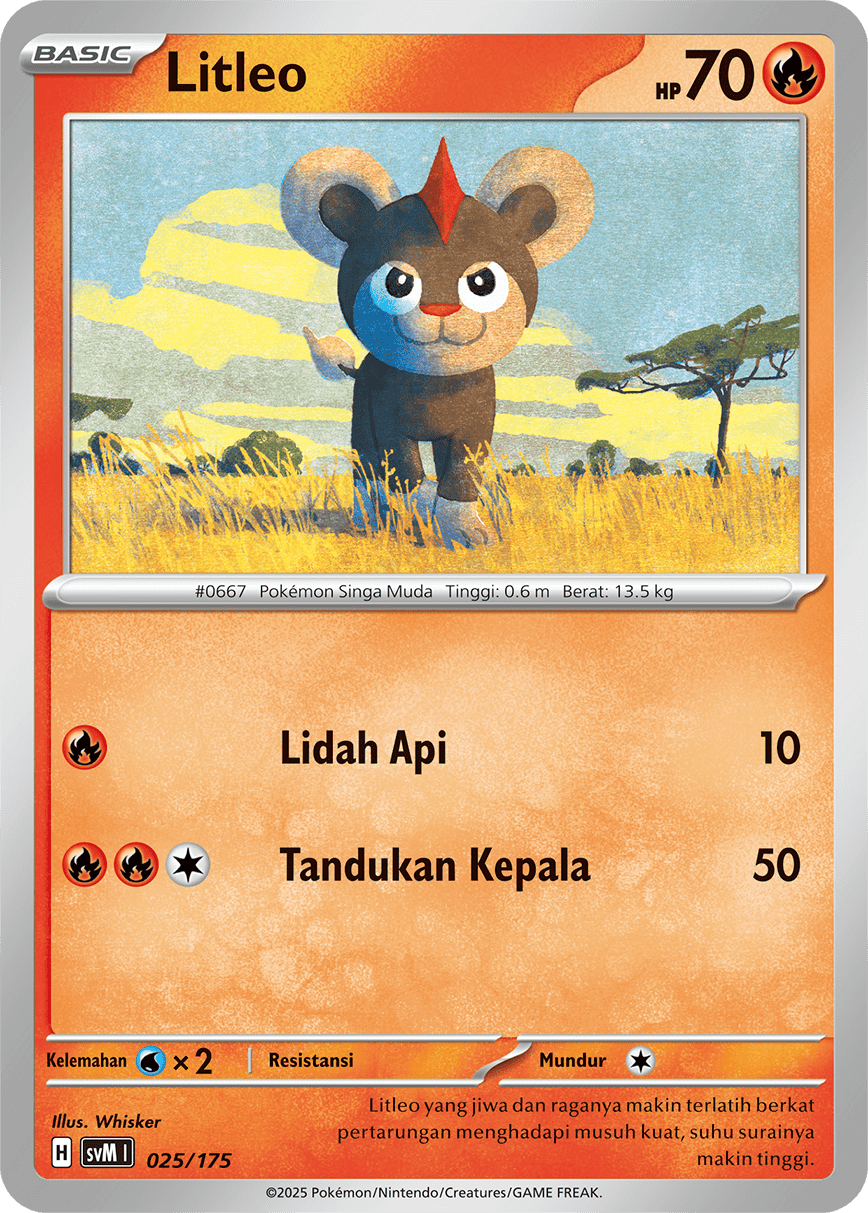 BASIC
Litleo
HP 70
#0667 Pokémon Singa Muda Tinggi: 0.6 m Berat: 13.5 kg
Lidah Api 10
Tandukan Kepala 50
Kelemahan × 2 Resistansi Mundur
Illus. Whisker
Litleo yang jiwa dan raganya makin terlatih berkat
pertarungan menghadapi musuh kuat, suhu surainya
makin tinggi.
H svM I 025/175
©2025 Pokémon/Nintendo/Creatures/GAME FREAK.